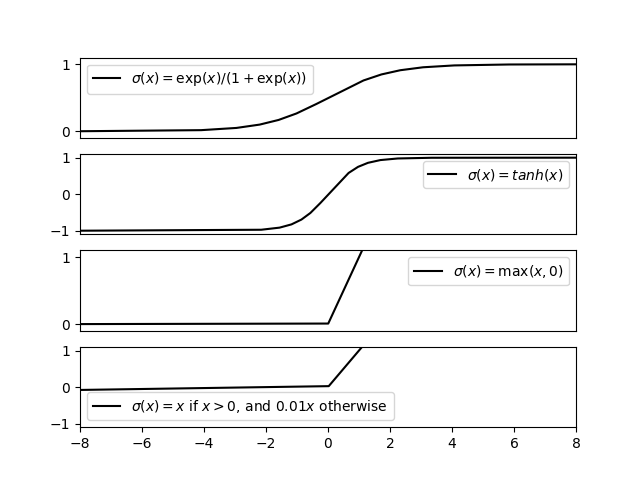 1
σ(x) = exp(x)/(1 + exp(x))
0
1
σ(x) = tanh(x)
0
−1
1
σ(x) = max(x, 0)
0
1
0
σ(x) = x if x > 0, and 0.01x otherwise
−1
−8 −6 −4 −2 0 2 4 6 8